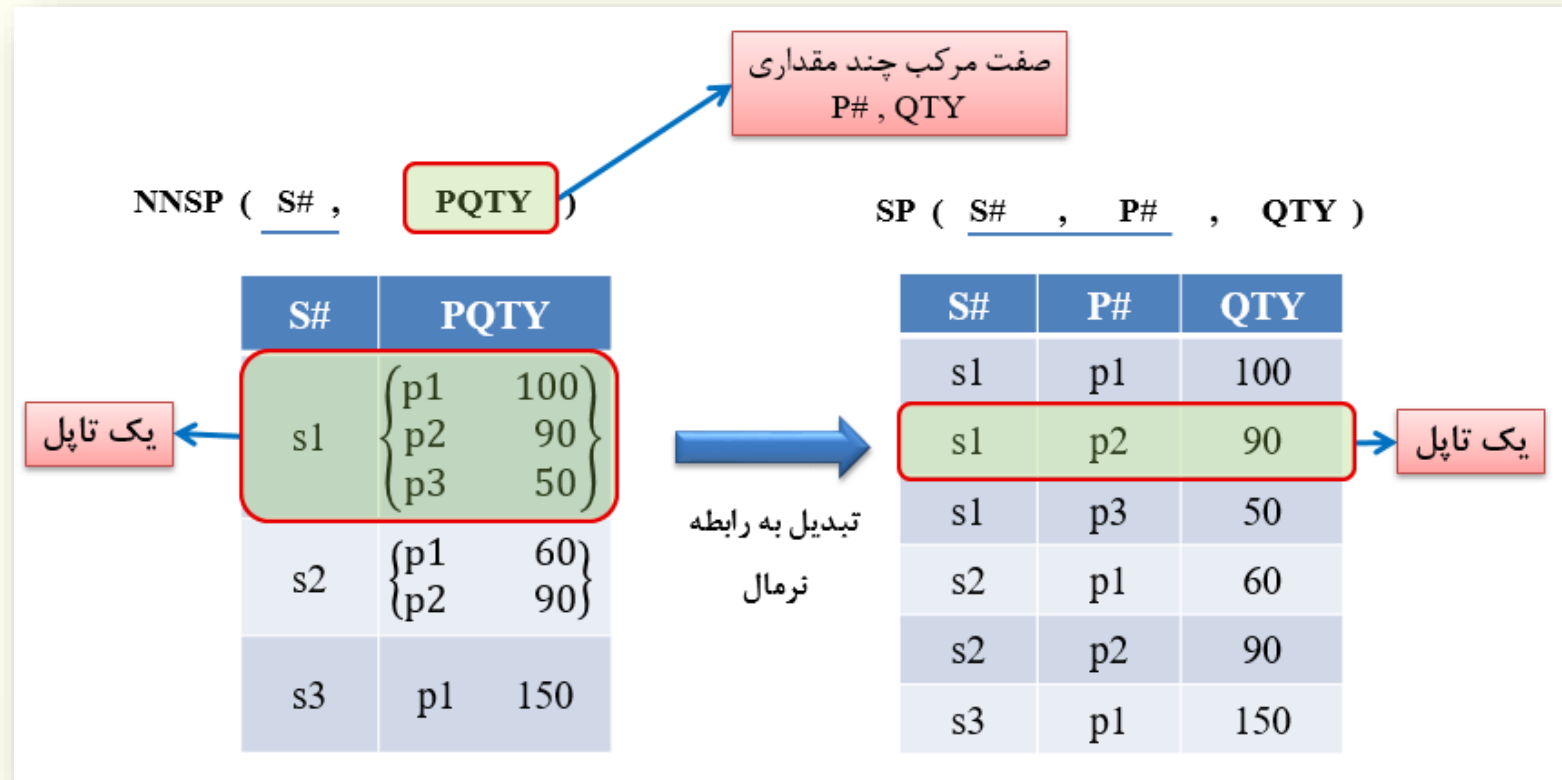 صفت مرکب چند مقداری
P# , QTY
NNSP ( S# , PQTY )
SP ( S# , P# , QTY )
S# PQTY
s1 {p1 100
p2 90
p3 50}
s2 {p1 60
p2 90}
s3 p1 150
یک تاپل
تبدیل به رابطه
نرمال
S# P# QTY
s1 p1 100
s1 p2 90
s1 p3 50
s2 p1 60
s2 p2 90
s3 p1 150
یک تاپل